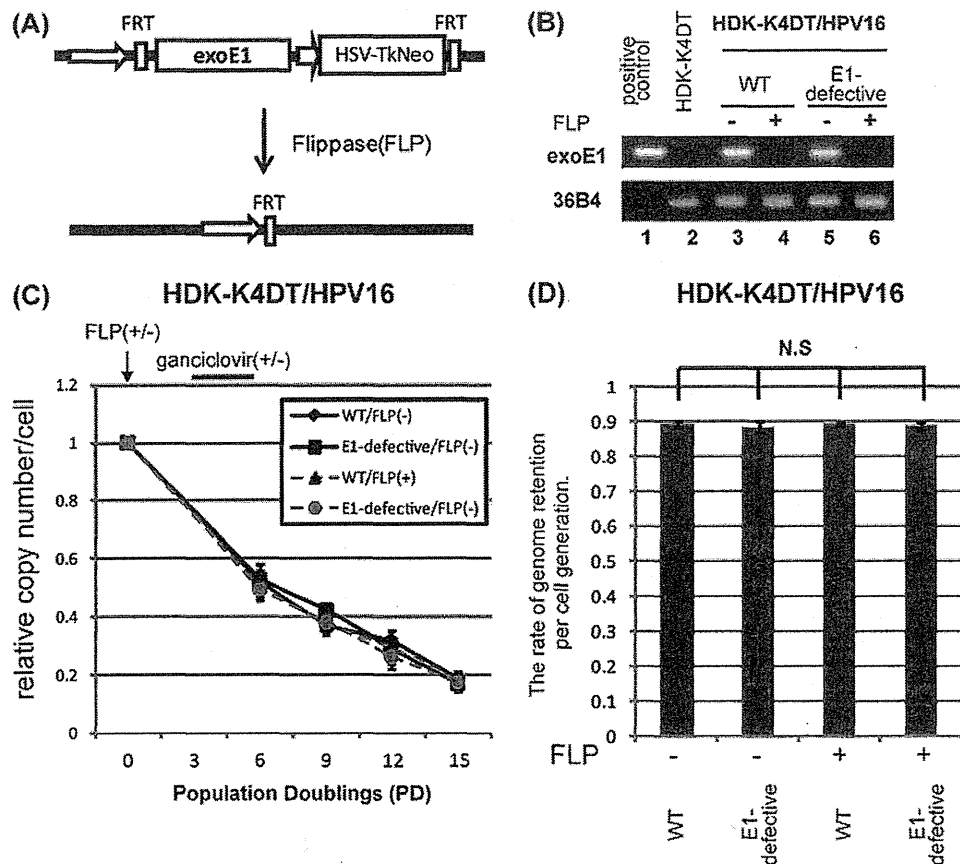 (A)
FRT
FRT
exoE1
HSV-TkNeo
Flippase(FLP)
FRT
(B)
positive control
HDK-K4DT
HDK-K4DT/HPV16
WT
E1-defective
FLP - + - +
exoE1
36B4
1 2 3 4 5 6
(C) HDK-K4DT/HPV16
FLP(+/-)
ganciclovir(+/-)
1.2
1
0.8
0.6
0.4
0.2
0
relative copy number/cell
WT/FLP(-)
E1-defective/FLP(-)
WT/FLP(+)
E1-defective/FLP(-)
0 3 6 9 12 15
Population Doublings (PD)
(D) HDK-K4DT/HPV16
N.S
1
0.9
0.8
0.7
0.6
0.5
0.4
0.3
0.2
0.1
0
The rate of genome retention
per cell generation.
FLP - - + +
WT
E1-defective
WT
E1-defective